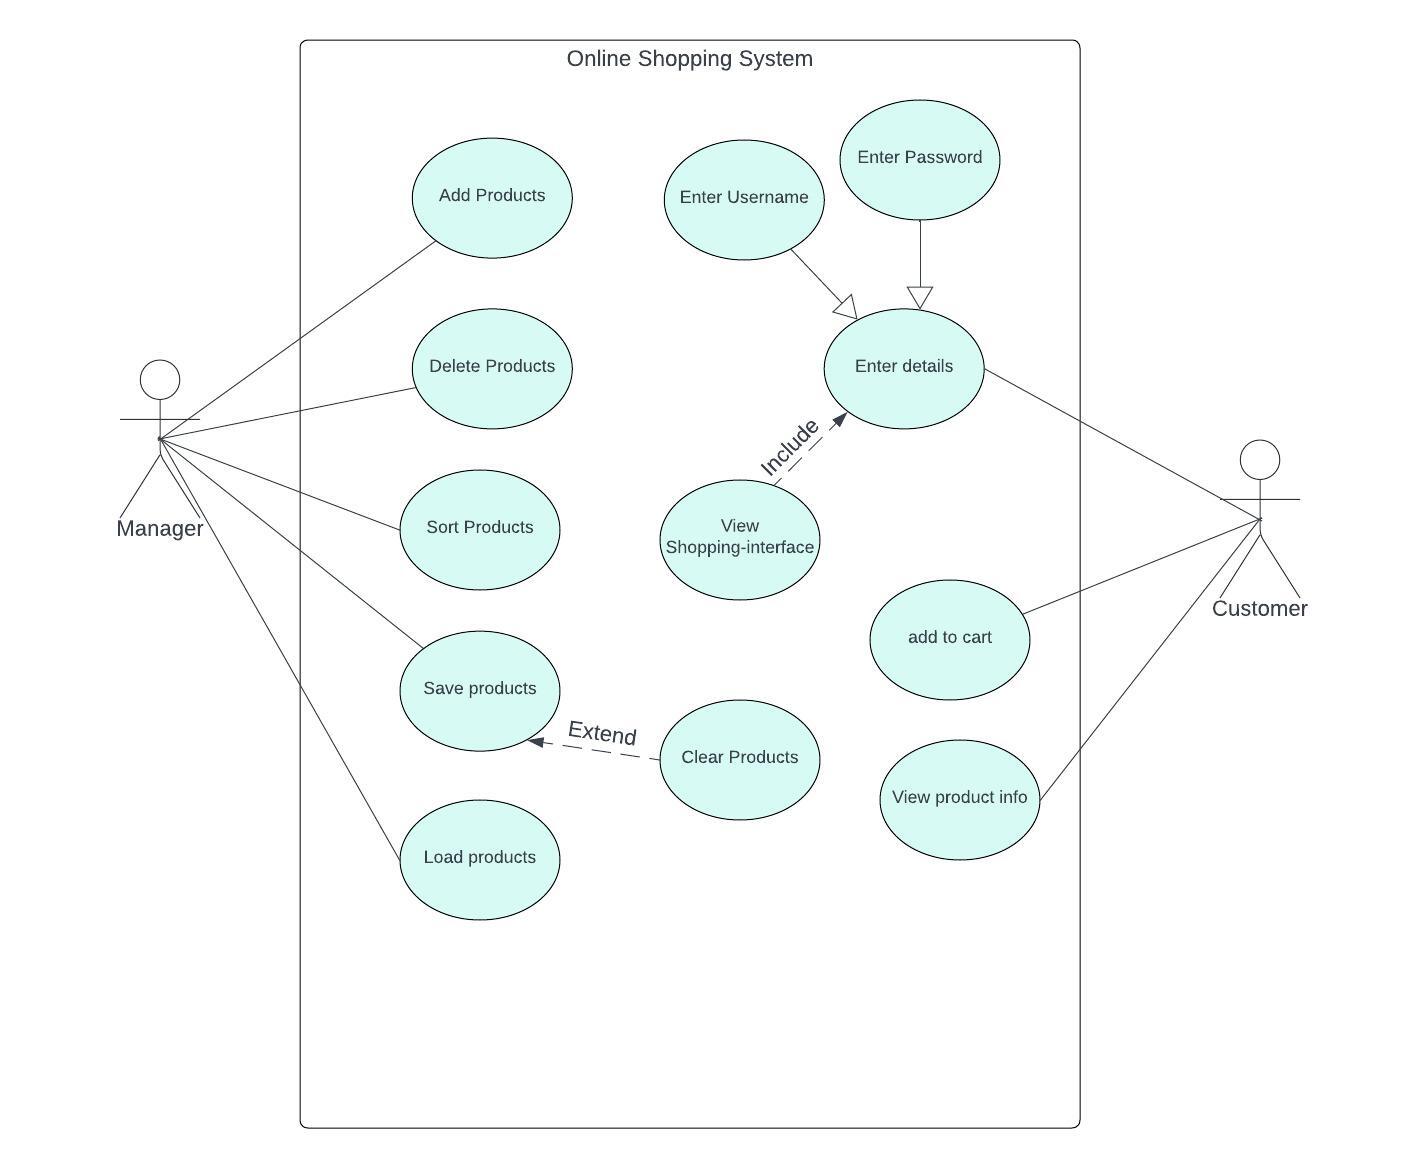 Online Shopping System
Enter Password
Add Products
Enter Username
Delete Products
Enter details
Include
Manager
Sort Products
View
Shopping-interface
Customer
add to cart
Save products
Extend
Clear Products
View product info
Load products